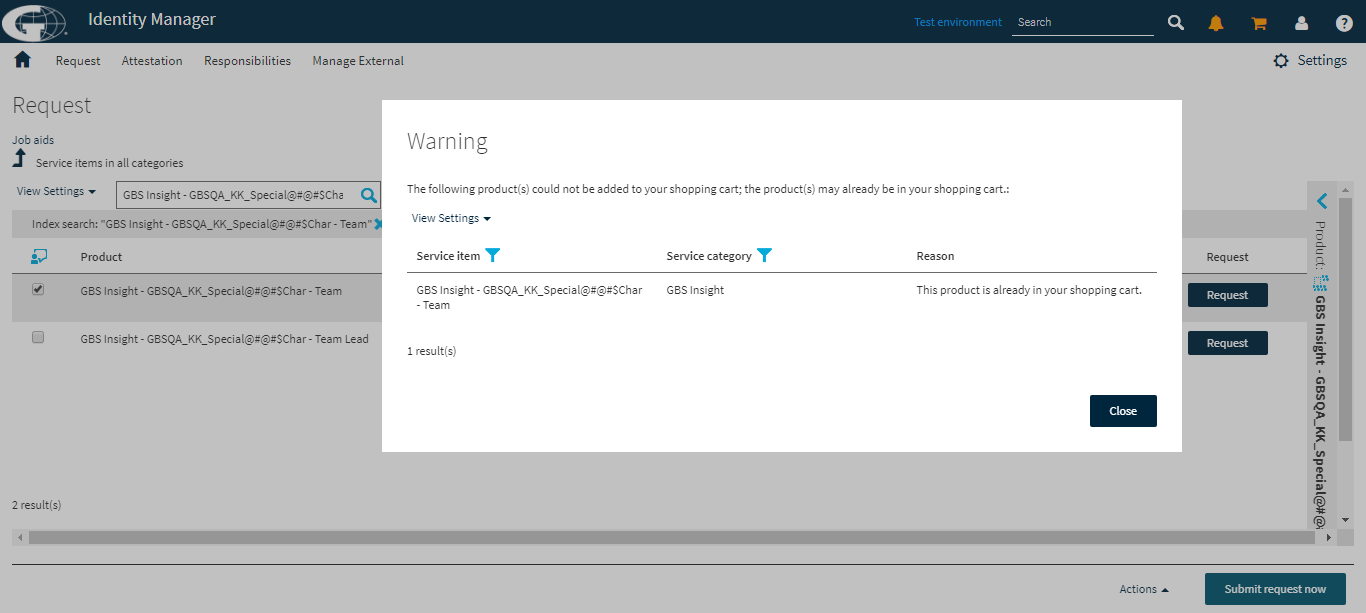 Identity Manager
Test environment
Search
Request
Attestation
Responsibilities
Manage External
Settings
Request
Job aids
Service items in all categories
View Settings
GBS Insight - GBSQA_KK_Special@#@#$Cha
Index search: "GBS Insight - GBSQA_KK_Special@#@#$Char - Team"
Product
Request
GBS Insight - GBSQA_KK_Special@#@#$Char - Team
Request
GBS Insight - GBSQA_KK_Special@#@#$Char - Team Lead
Request
2 result(s)
Product:
GBS Insight - GBSQA_KK_Special@#@
Warning
The following product(s) could not be added to your shopping cart; the product(s) may already be in your shopping cart.:
View Settings
Service item
Service category
Reason
GBS Insight - GBSQA_KK_Special@#@#$Char
- Team
GBS Insight
This product is already in your shopping cart.
1 result(s)
Close
Actions
Submit request now